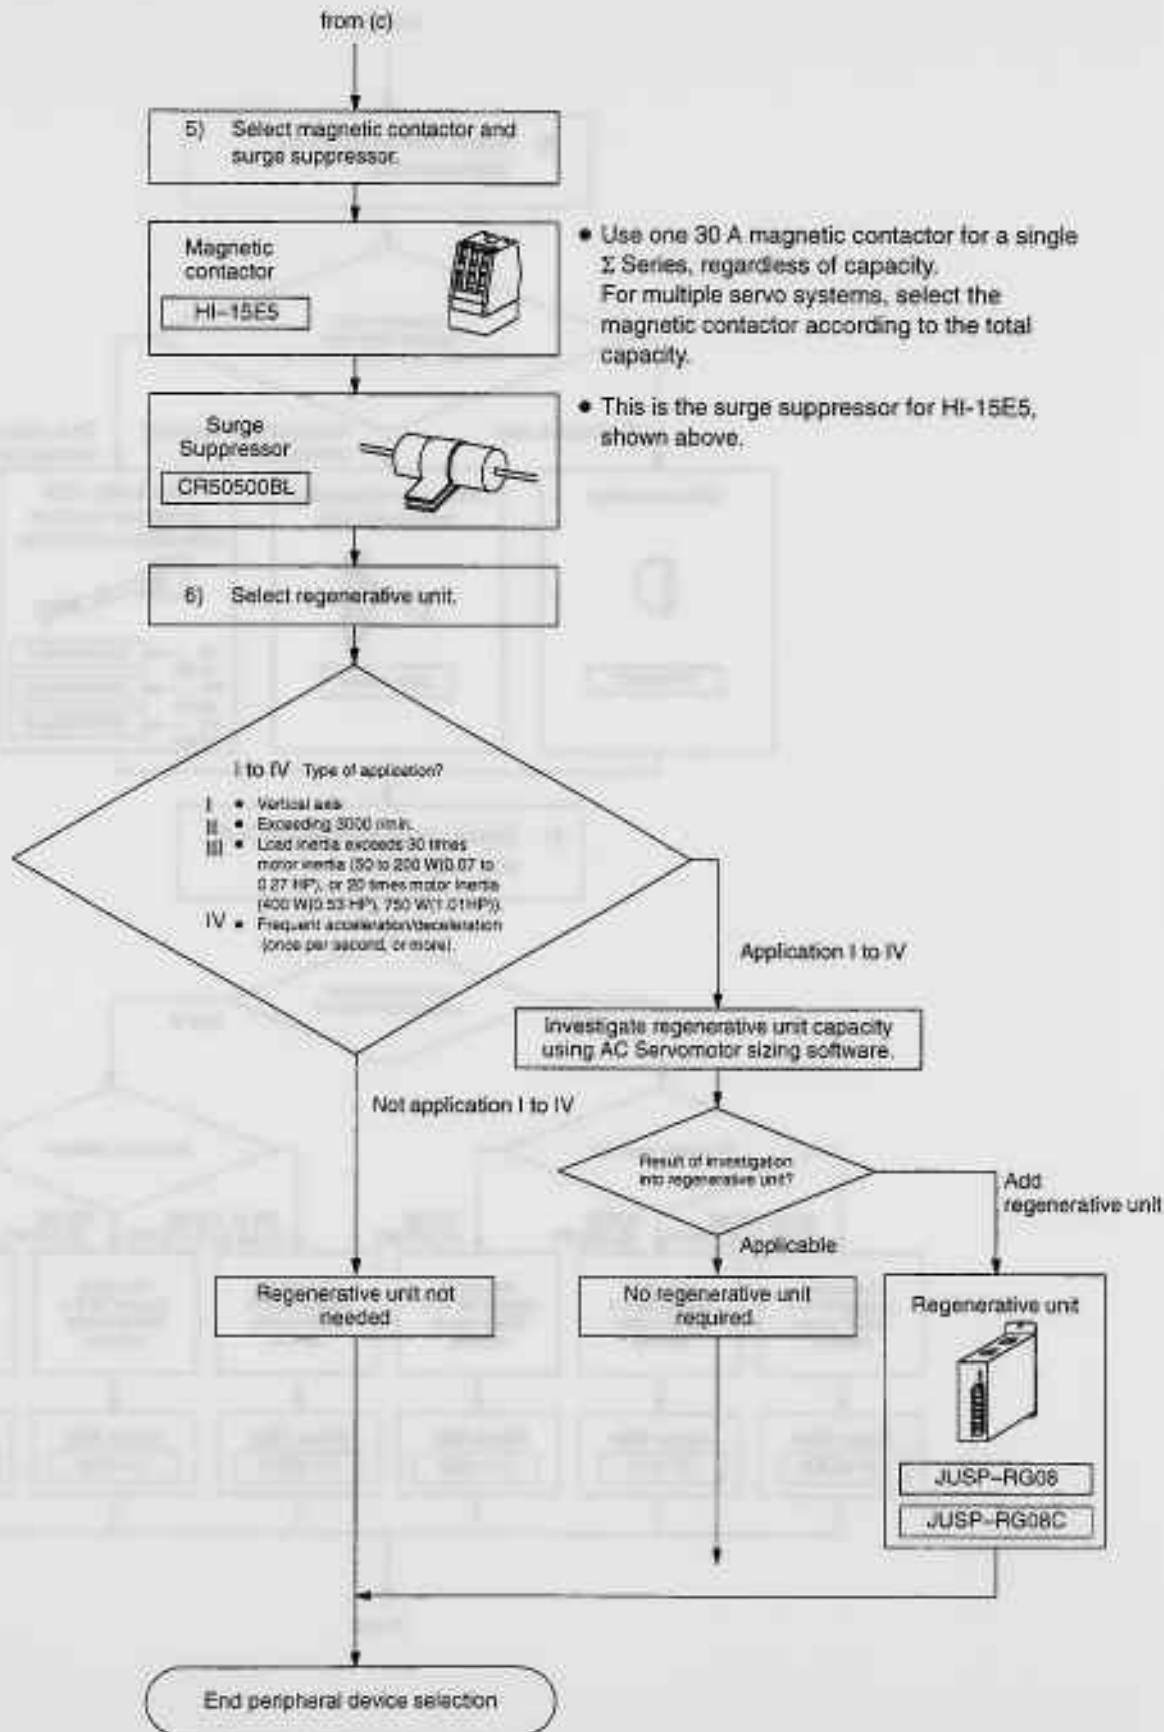 from (c)
5) Select magnetic contactor and
surge suppressor.
Magnetic
contactor
HI-15E5
• Use one 30 A magnetic contactor for a single
Σ Series, regardless of capacity.
For multiple servo systems, select the
magnetic contactor according to the total
capacity.
Surge
Suppressor
CR50500BL
• This is the surge suppressor for HI-15E5,
shown above.
6) Select regenerative unit.
I to IV Type of application?
I • Vertical axis
II • Exceeding 3000 r/min.
III • Load inertia exceeds 30 times
motor inertia (50 to 200 W(0.07 to
0.27 HP), or 20 times motor inertia
(400 W(0.53 HP), 750 W(1.01HP)).
IV • Frequent acceleration/deceleration
(once per second, or more).
Application I to IV
Investigate regenerative unit capacity
using AC Servomotor sizing software.
Not application I to IV
Result of investigation
into regenerative unit?
Add
regenerative unit
Applicable
Regenerative unit not
needed
No regenerative unit
required.
Regenerative unit
JUSP-RG08
JUSP-RG08C
End peripheral device selection